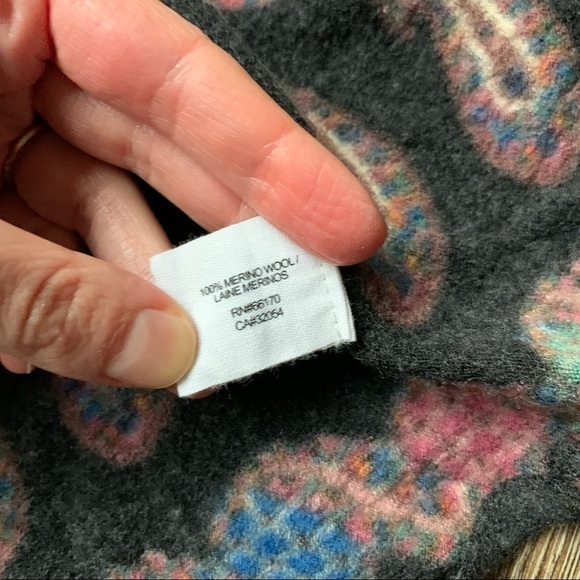 100% MERINO WOOL /
LAINE MERINOS
RN#66170
CA#32054